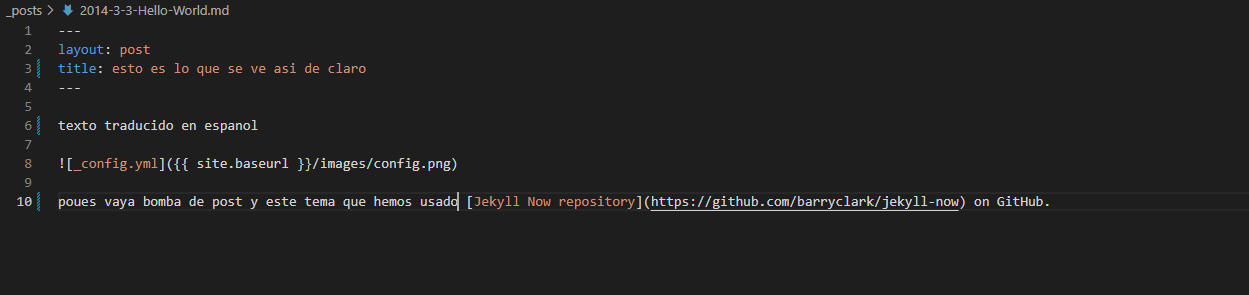 _posts > 2014-3-3-Hello-World.md
1 ---
2 layout: post
3 title: esto es lo que se ve asi de claro
4 ---
5
6 texto traducido en espanol
7
8 ![_config.yml]({{ site.baseurl }}/images/config.png)
9
10 poues vaya bomba de post y este tema que hemos usado [Jekyll Now repository](https://github.com/barryclark/jekyll-now) on GitHub.